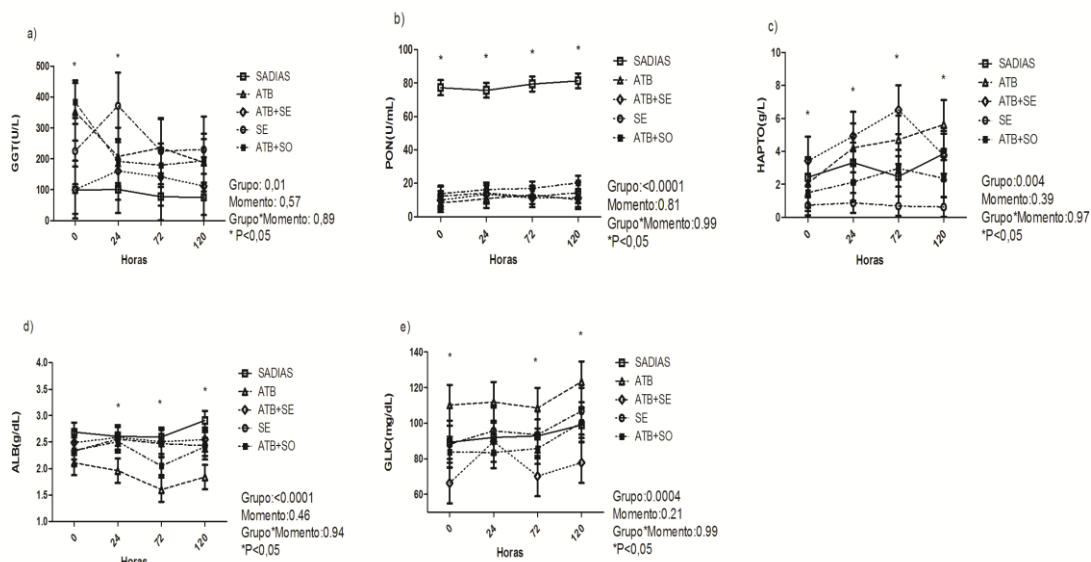 a)
*
*
500
400
300
200
100
0
GGT(U/L)
0
24
72
120
Horas
SADIAS
ATB
ATB+SE
SE
ATB+SO
Grupo: 0,01
Momento: 0,57
Grupo*Momento: 0,89
* P<0,05
b)
*
*
*
*
100
80
60
40
20
0
PON(U/mL)
0
24
72
120
Horas
SADIAS
ATB
ATB+SE
SE
ATB+SO
Grupo:<0.0001
Momento:0.81
Grupo*Momento:0.99
*P<0,05
c)
*
*
*
*
10
8
6
4
2
0
HAPTO(g/L)
0
24
72
120
Horas
SADIAS
ATB
ATB+SE
SE
ATB+SO
Grupo:0.004
Momento:0.39
Grupo*Momento:0.97
*P<0,05
d)
*
*
*
4.0
3.5
3.0
2.5
2.0
1.5
1.0
ALB(g/dL)
0
24
72
120
Horas
SADIAS
ATB
ATB+SE
SE
ATB+SO
Grupo:<0.0001
Momento:0.46
Grupo*Momento:0.94
*P<0,05
e)
*
*
*
140
120
100
80
60
GLIC(mg/dL)
0
24
72
120
Horas
SADIAS
ATB
ATB+SE
SE
ATB+SO
Grupo:0.0004
Momento:0.21
Grupo*Momento:0.99
*P<0,05